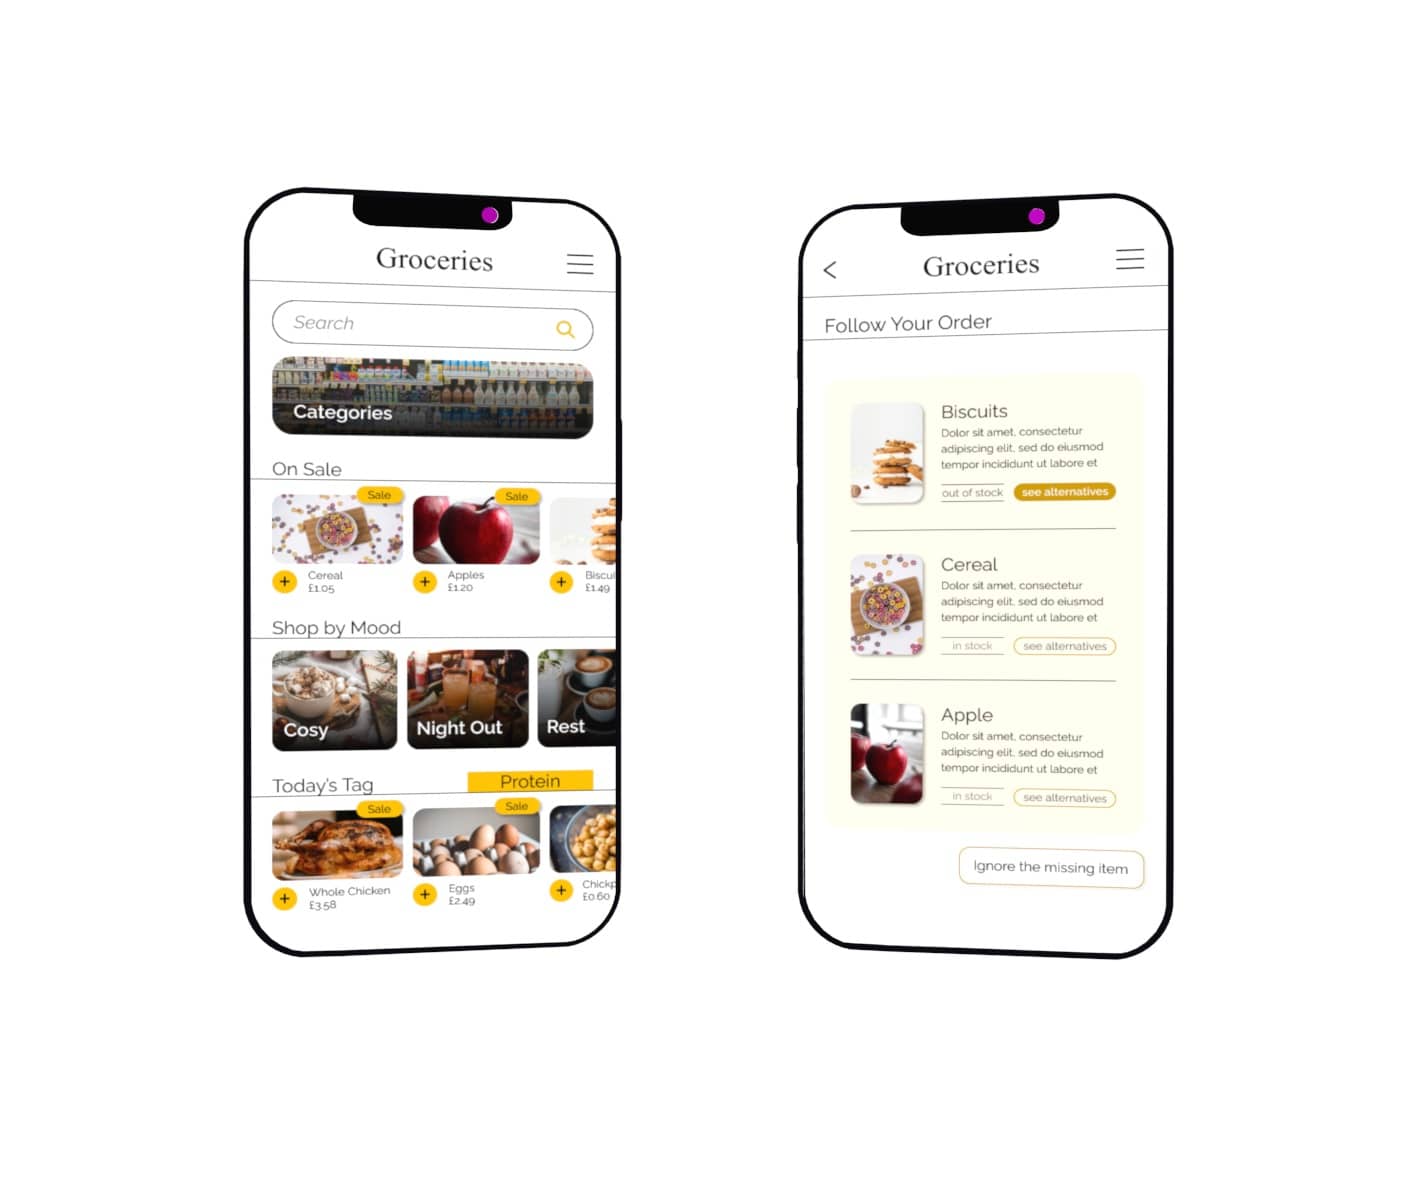 Groceries
Search
Categories
On Sale
Sale
Sale
Cereal
£1.05
Apples
£1.20
Biscui
£1.49
Shop by Mood
Cosy
Night Out
Rest
Today's Tag
Protein
Sale
Sale
Whole Chicken
£3.58
Eggs
£2.49
Chickp
£0.60
Groceries
Follow Your Order
Biscuits
Dolor sit amet, consectetur
adipiscing elit, sed do eiusmod
tempor incididunt ut labore et
out of stock
see alternatives
Cereal
Dolor sit amet, consectetur
adipiscing elit, sed do eiusmod
tempor incididunt ut labore et
in stock
see alternatives
Apple
Dolor sit amet, consectetur
adipiscing elit, sed do eiusmod
tempor incididunt ut labore et
in stock
see alternatives
Ignore the missing item